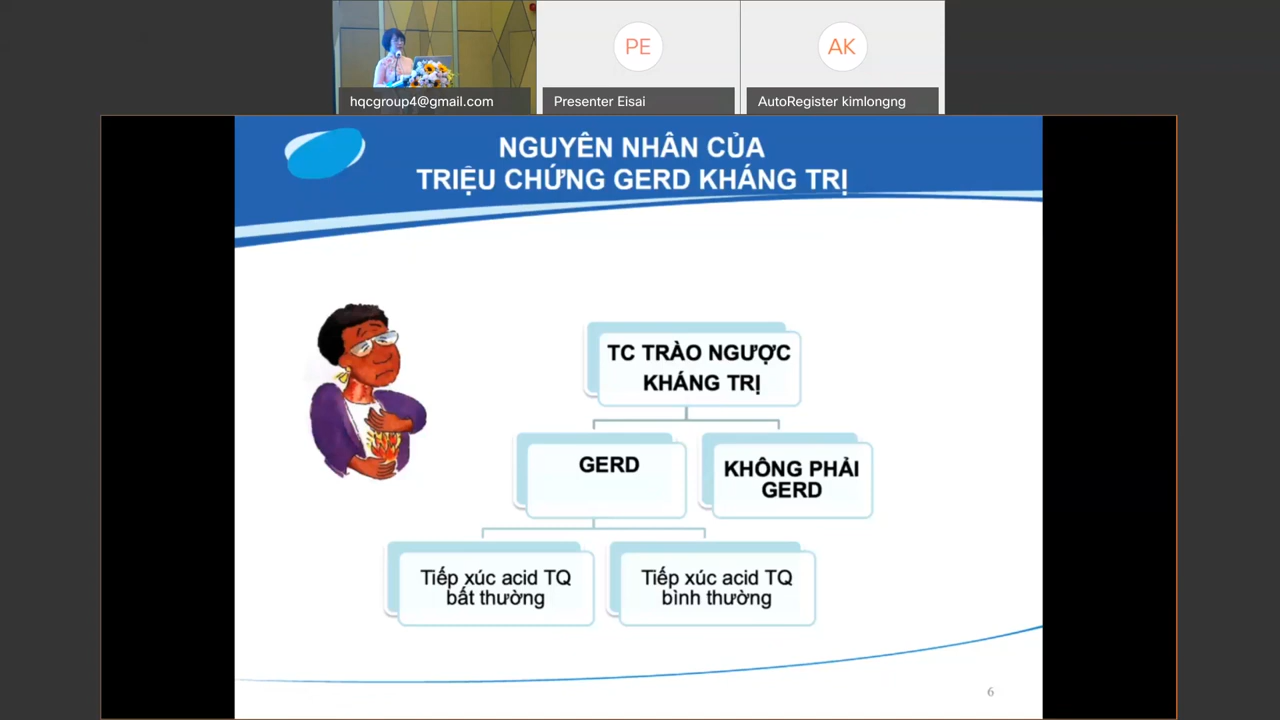 PE
AK
hqcgroup4@gmail.com
Presenter Eisai
AutoRegister kimlongng
NGUYÊN NHÂN CỦA
TRIỆU CHỨNG GERD KHÁNG TRỊ
TC TRÀO NGƯỢC
KHÁNG TRỊ
GERD
KHÔNG PHẢI
GERD
Tiếp xúc acid TQ
bất thường
Tiếp xúc acid TQ
bình thường
6